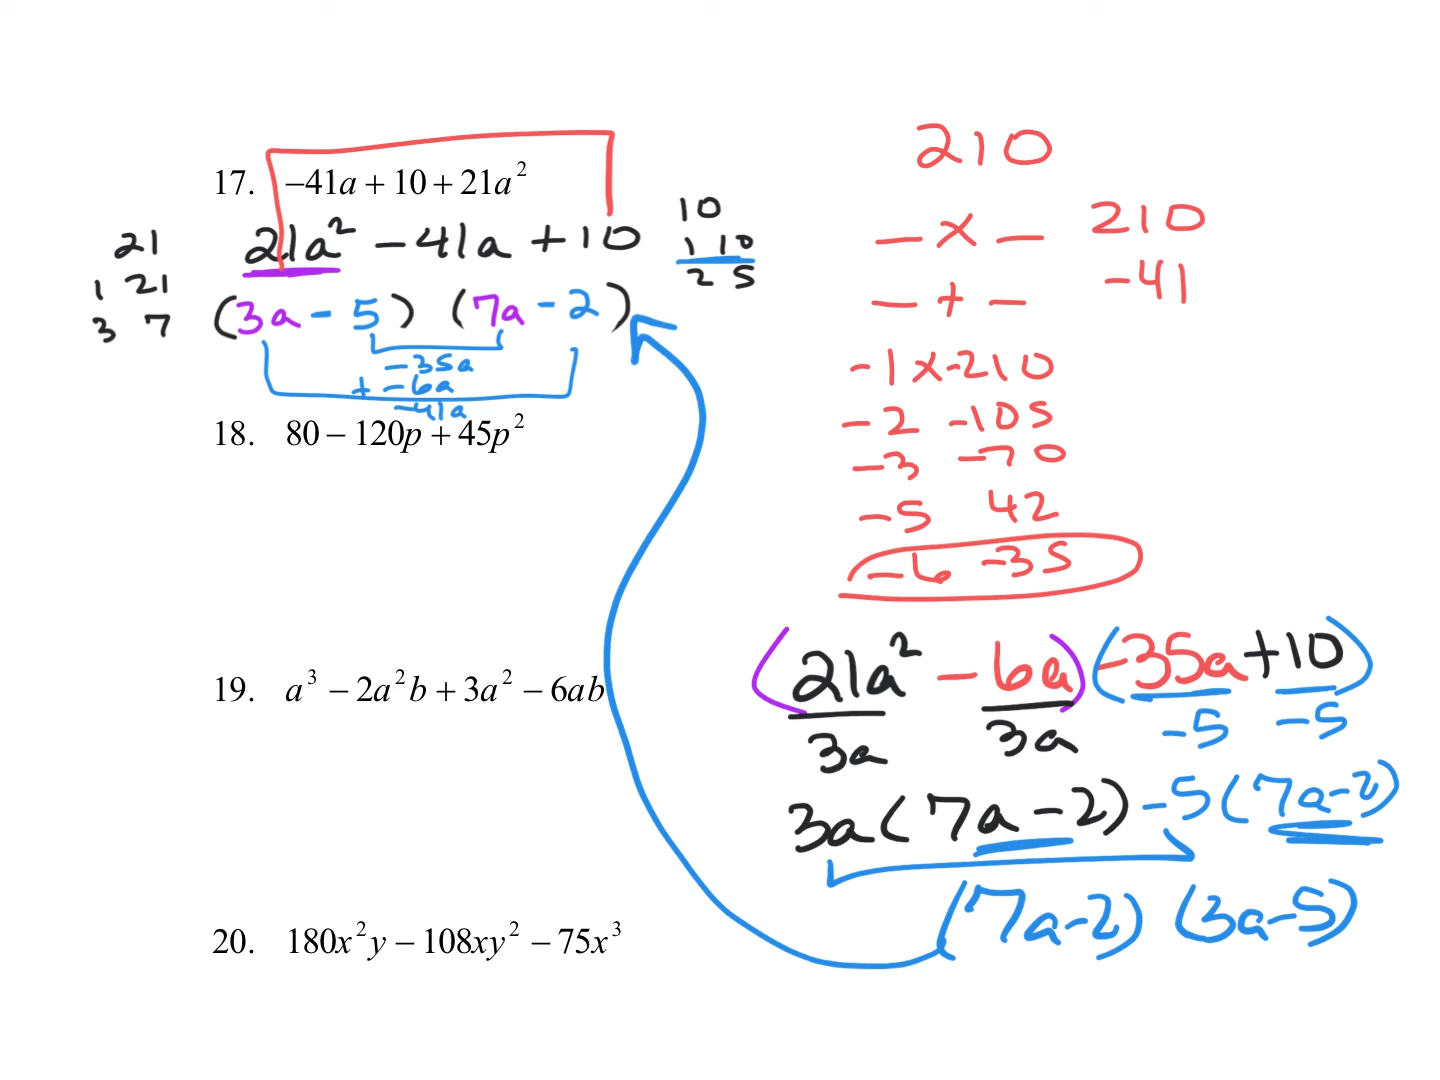 17. −41a + 10 + 21a²
21a² − 41a + 10
21
1 21
3 7
10
1 10
2 5
(3a − 5) (7a − 2)
−35a
+ −6a
−41a
18. 80 − 120p + 45p²
19. a³ − 2a²b + 3a² − 6ab
20. 180x²y − 108xy² − 75x³
210
_ x _ 210
_ + _ −41
−1 x −210
−2 −105
−3 −70
−5 42
−6 −35
(21a² − 6a)(−35a + 10)
3a 3a −5 −5
3a(7a − 2) −5(7a−2)
(7a−2) (3a−5)